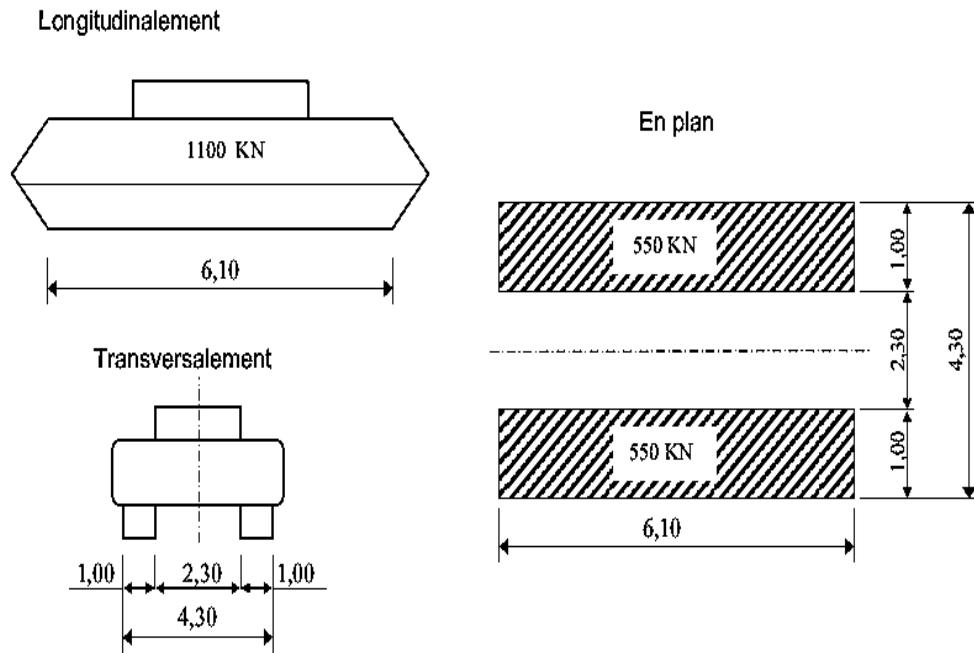 Longitudinalement
1100 KN
6,10
Transversalement
1,00
2,30
1,00
4,30
En plan
550 KN
550 KN
1,00
2,30
1,00
4,30
6,10